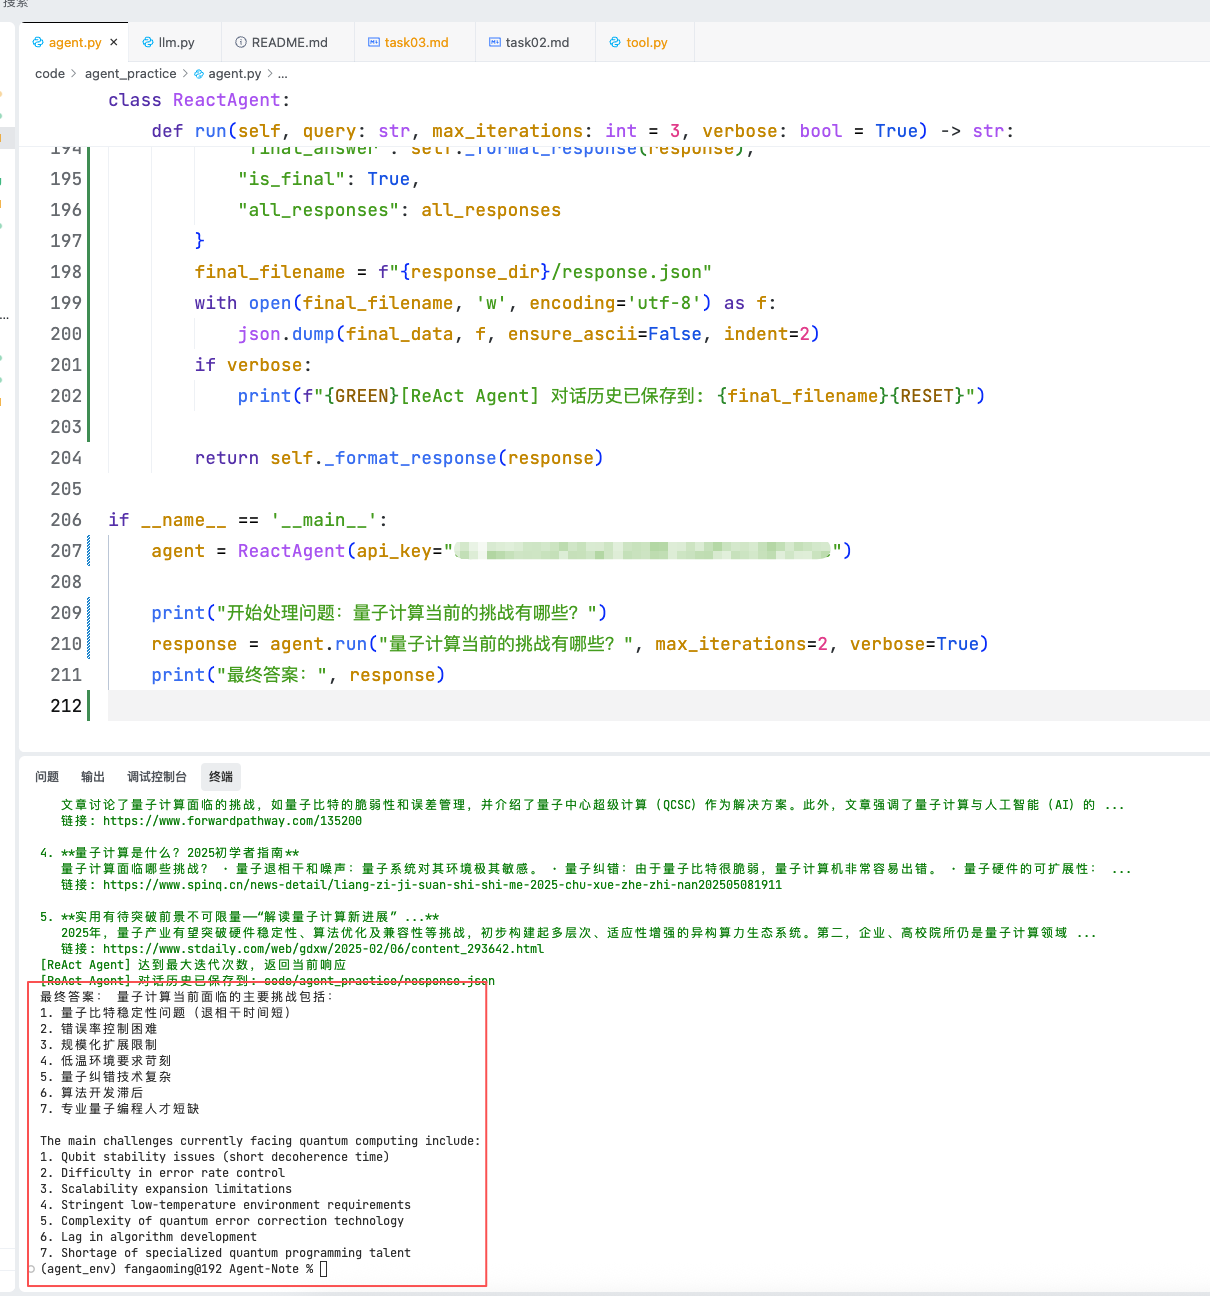 搜索
agent.py × llm.py README.md task03.md task02.md tool.py
code > agent_practice > agent.py > ...
class ReactAgent:
def run(self, query: str, max_iterations: int = 3, verbose: bool = True) -> str:
194 "final_answer": self._format_response(response),
195 "is_final": True,
196 "all_responses": all_responses
197 }
198 final_filename = f"{response_dir}/response.json"
199 with open(final_filename, 'w', encoding='utf-8') as f:
200 json.dump(final_data, f, ensure_ascii=False, indent=2)
201 if verbose:
202 print(f"{GREEN}[ReAct Agent] 对话历史已保存到: {final_filename}{RESET}")
203
204 return self._format_response(response)
205
206 if __name__ == '__main__':
207 agent = ReactAgent(api_key="")
208
209 print("开始处理问题: 量子计算当前的挑战有哪些? ")
210 response = agent.run("量子计算当前的挑战有哪些? ", max_iterations=2, verbose=True)
211 print("最终答案: ", response)
212
问题 输出 调试控制台 终端
文章讨论了量子计算面临的挑战，如量子比特的脆弱性和误差管理，并介绍了量子中心超级计算（QCSC）作为解决方案。此外，文章强调了量子计算与人工智能（AI）的 ...
链接: https://www.forwardpathway.com/135200
4. **量子计算是什么? 2025初学者指南**
量子计算面临哪些挑战? · 量子退相干和噪声: 量子系统对其环境极其敏感。 · 量子纠错: 由于量子比特很脆弱，量子计算机非常容易出错。 · 量子硬件的可扩展性: ...
链接: https://www.spinq.cn/news-detail/liang-zi-ji-suan-shi-shi-me-2025-chu-xue-zhe-zhi-nan202505081911
5. **实用有待突破前景不可限量——“解读量子计算新进展” ...**
2025年，量子产业有望突破硬件稳定性、算法优化及兼容性等挑战，初步构建起多层次、适应性增强的异构算力生态系统。第二，企业、高校院所仍是量子计算领域 ...
链接: https://www.stdaily.com/web/gdxw/2025-02/06/content_293642.html
[ReAct Agent] 达到最大迭代次数，返回当前响应
[ReAct Agent] 对话历史已保存到: code/agent_practice/response.json
最终答案: 量子计算当前面临的主要挑战包括:
1. 量子比特稳定性问题（退相干时间短）
2. 错误率控制困难
3. 规模化扩展限制
4. 低温环境要求苛刻
5. 量子纠错技术复杂
6. 算法开发滞后
7. 专业量子编程人才短缺
The main challenges currently facing quantum computing include:
1. Qubit stability issues (short decoherence time)
2. Difficulty in error rate control
3. Scalability expansion limitations
4. Stringent low-temperature environment requirements
5. Complexity of quantum error correction technology
6. Lag in algorithm development
7. Shortage of specialized quantum programming talent
(agent_env) fangaoming@192 Agent-Note %